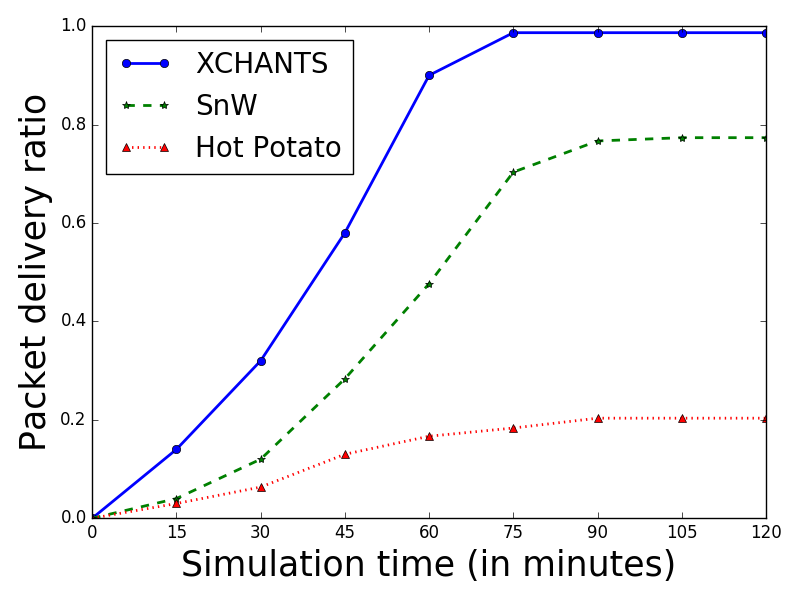 1.0
0.8
0.6
0.4
0.2
0.0
Packet delivery ratio
XCHANTS
SnW
Hot Potato
0 15 30 45 60 75 90 105 120
Simulation time (in minutes)